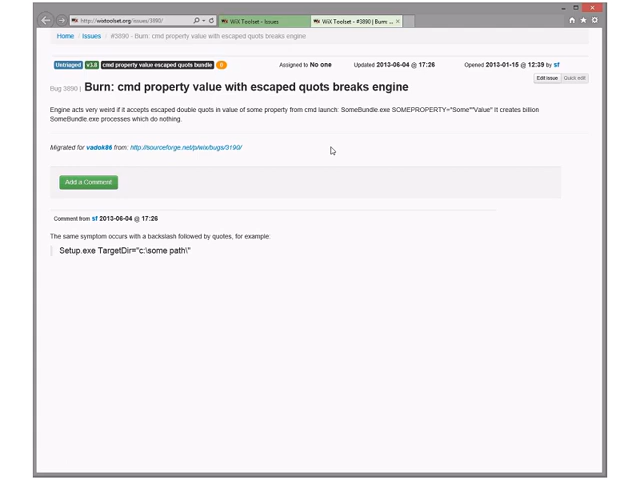 http://wixtoolset.org/issues/3890/
WiX Toolset - Issues
WiX Toolset - #3890 | Burn: ...
Home / Issues / #3890 - Burn: cmd property value with escaped quots breaks engine
Untriaged v3.8 cmd property value escaped quots bundle 0 Assigned to No one Updated 2013-06-04 @ 17:26 Opened 2013-01-15 @ 12:39 by sf
Edit issue Quick edit
Bug 3890 | Burn: cmd property value with escaped quots breaks engine
Engine acts very weird if it accepts escaped double quots in value of some property from cmd launch: SomeBundle.exe SOMEPROPERTY="Some""Value" It creates billion
SomeBundle.exe processes which do nothing.
Migrated for vadok86 from: http://sourceforge.net/p/wix/bugs/3190/
Add a Comment
Comment from sf 2013-06-04 @ 17:26
The same symptom occurs with a backslash followed by quotes, for example:
Setup.exe TargetDir="c:\some path\"